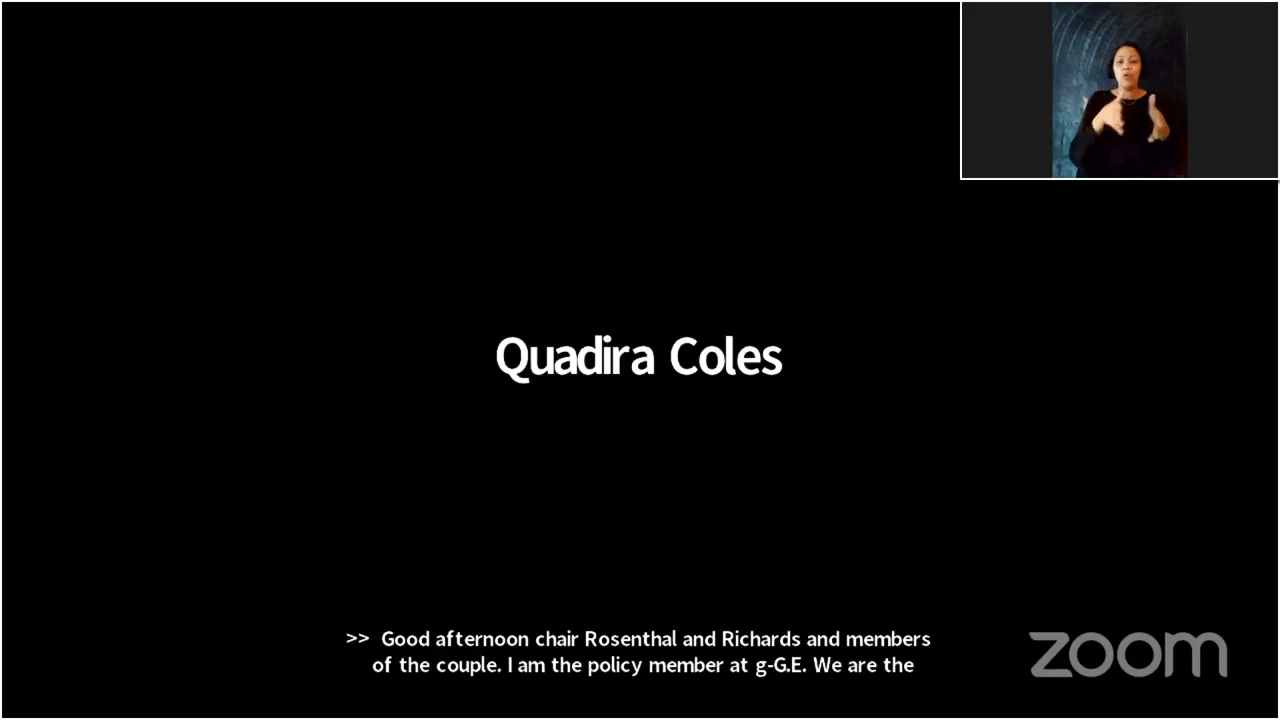 Quadira Coles
>> Good afternoon chair Rosenthal and Richards and members
of the couple. I am the policy member at g-G.E. We are the
zoom